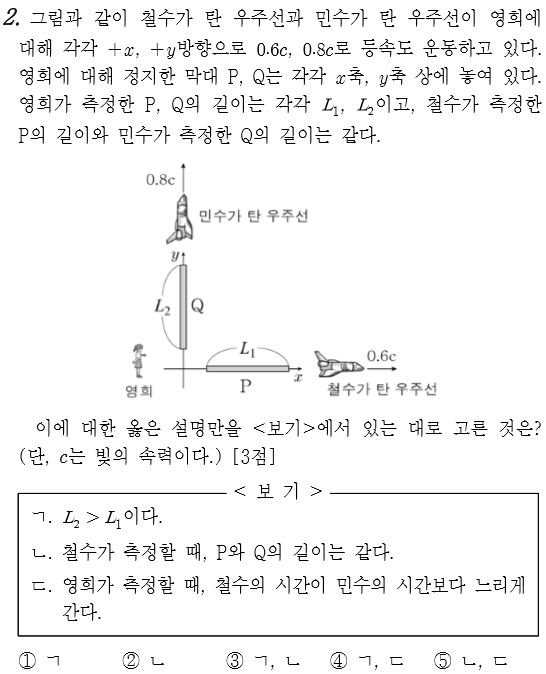 2. 그림과 같이 철수가 탄 우주선과 민수가 탄 우주선이 영희에
대해 각각 +x, +y방향으로 0.6c, 0.8c로 등속도 운동하고 있다.
영희에 대해 정지한 막대 P, Q는 각각 x축, y축 상에 놓여 있다.
영희가 측정한 P, Q의 길이는 각각 L₁, L₂이고, 철수가 측정한
P의 길이와 민수가 측정한 Q의 길이는 같다.
0.8c
민수가 탄 우주선
y
L₂ Q
L₁
0.6c
영희
P
x
철수가 탄 우주선
이에 대한 옳은 설명만을 <보기>에서 있는 대로 고른 것은?
(단, c는 빛의 속력이다.) [3점]
< 보 기 >
ㄱ. L₂ > L₁이다.
ㄴ. 철수가 측정할 때, P와 Q의 길이는 같다.
ㄷ. 영희가 측정할 때, 철수의 시간이 민수의 시간보다 느리게
간다.
① ㄱ ② ㄴ ③ ㄱ, ㄴ ④ ㄱ, ㄷ ⑤ ㄴ, ㄷ